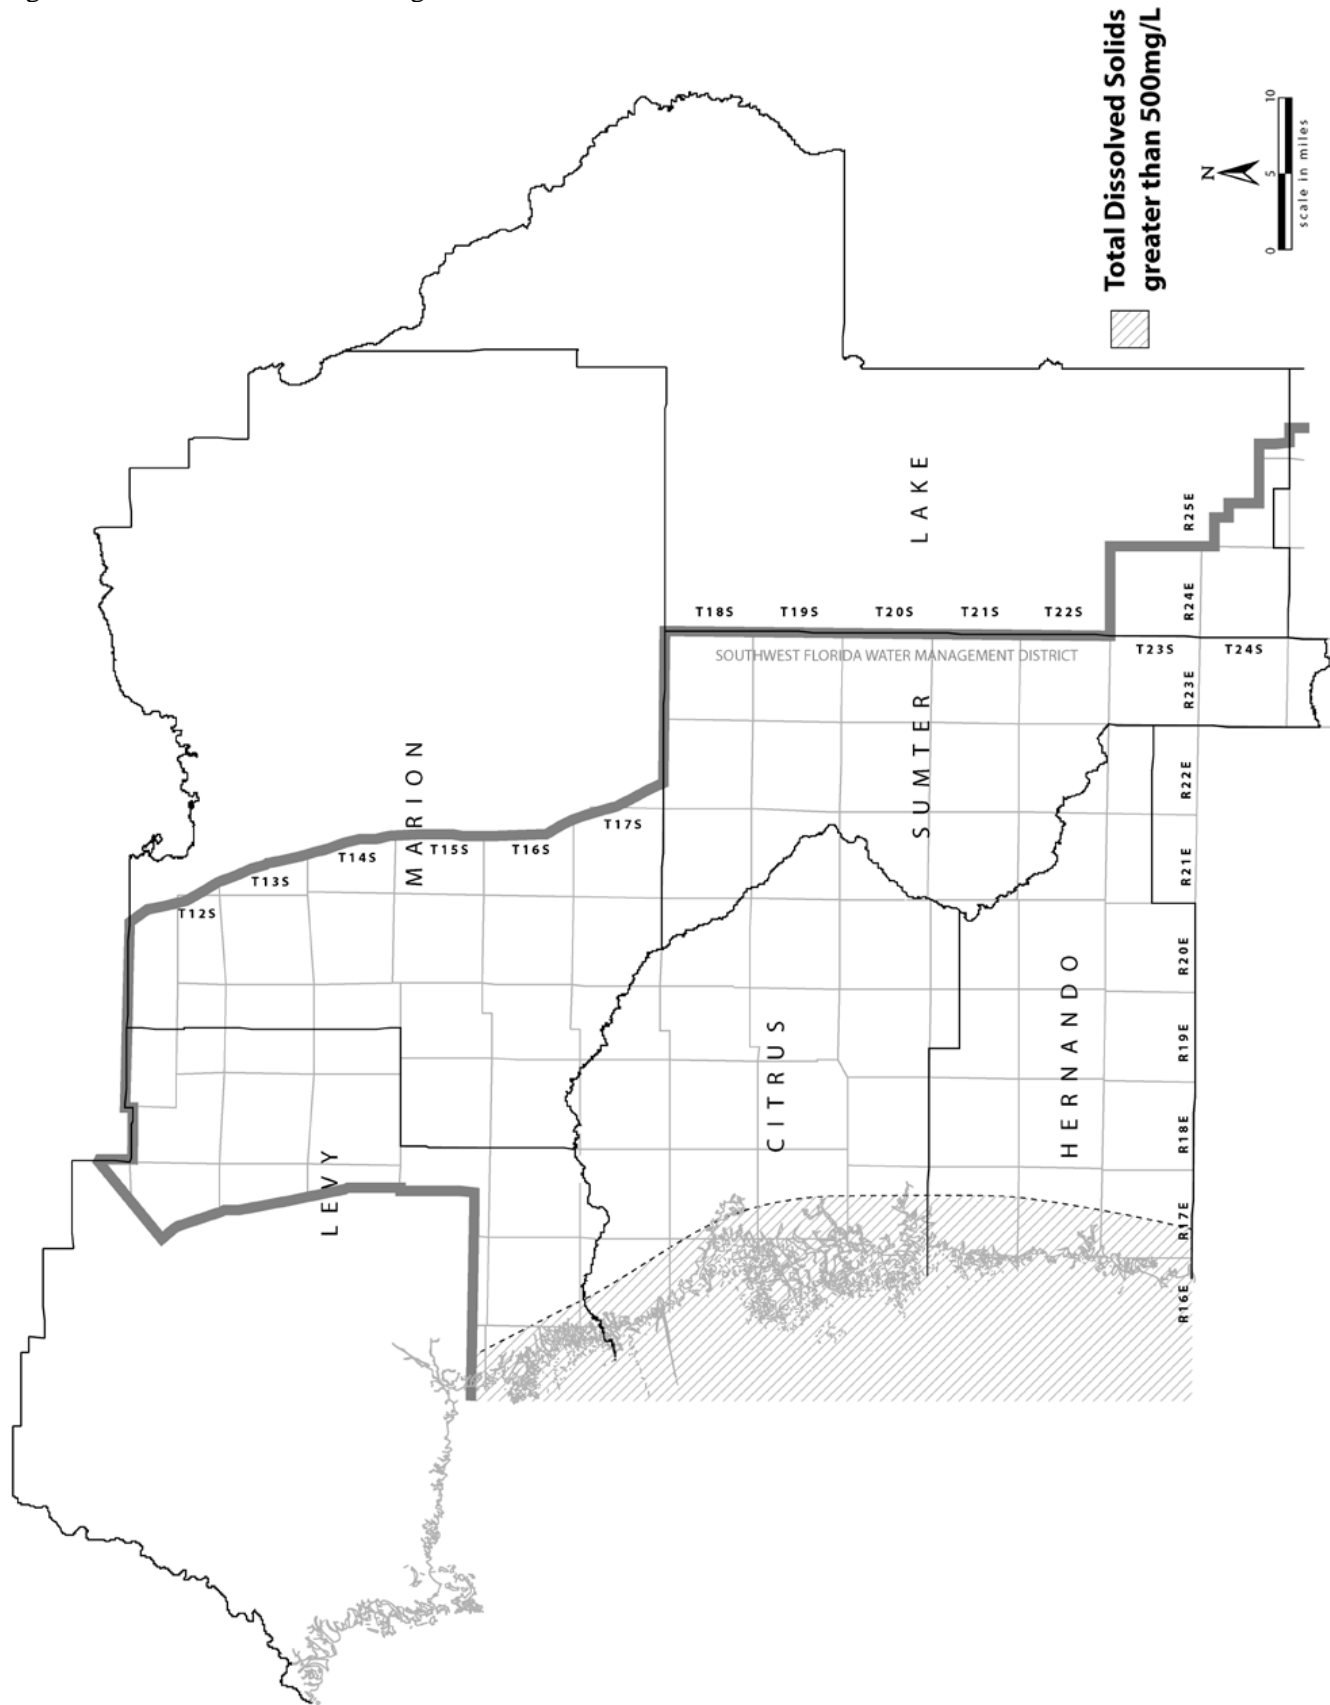 Total Dissolved Solids
greater than 500mg/L
N
0 5 10
scale in miles
LAKE
MARION
SUMTER
LEVY
CITRUS
HERNANDO
SOUTHWEST FLORIDA WATER MANAGEMENT DISTRICT
T12S
T13S
T14S
T15S
T16S
T17S
T18S
T19S
T20S
T21S
T22S
T23S
T24S
R16E
R17E
R18E
R19E
R20E
R21E
R22E
R23E
R24E
R25E